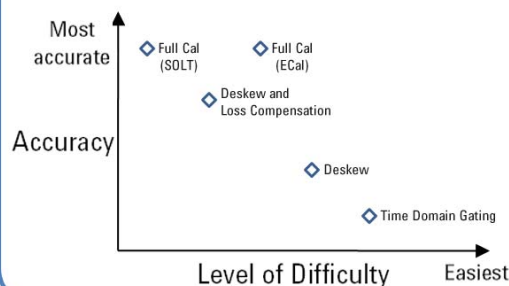 Most
accurate
Full Cal
(SOLT)
Full Cal
(ECal)
Deskew and
Loss Compensation
Accuracy
Deskew
Time Domain Gating
Level of Difficulty
Easiest